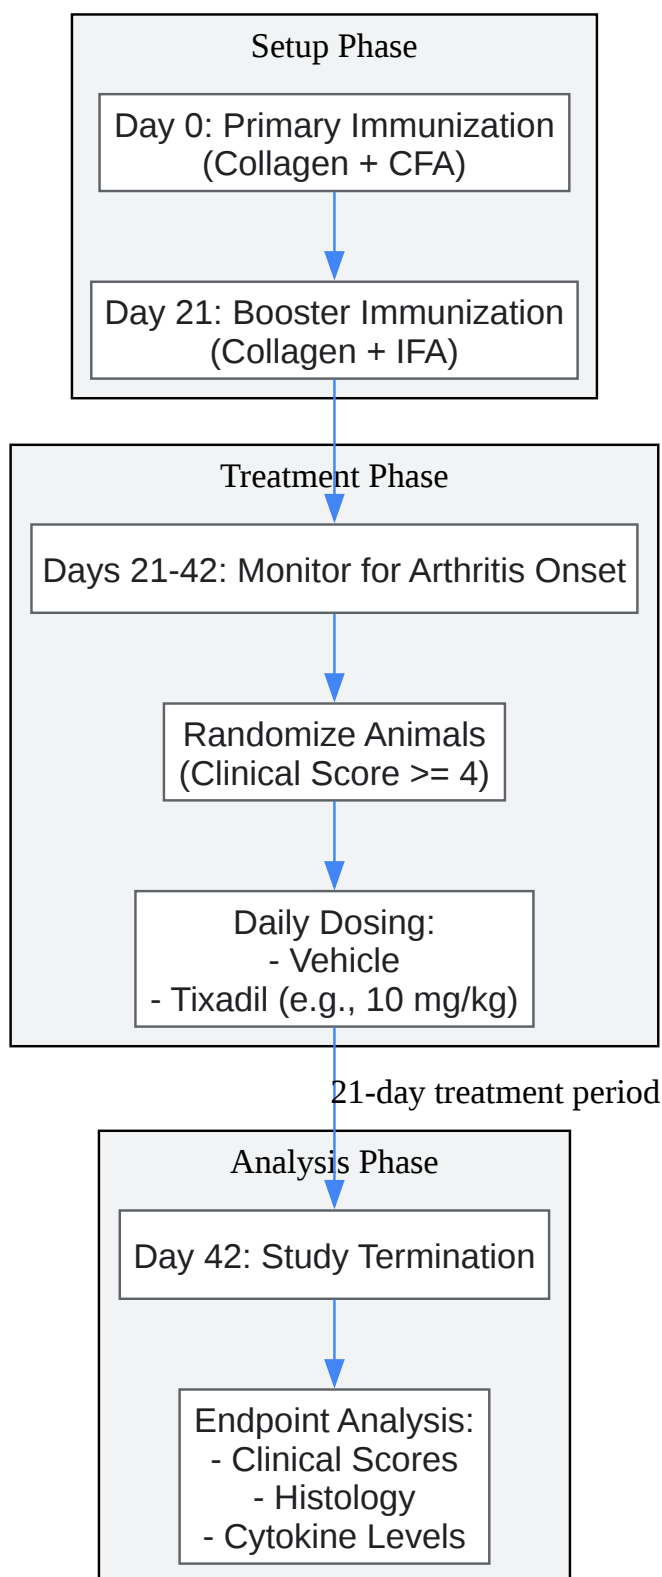 Setup Phase
Day 0: Primary Immunization
(Collagen + CFA)
Day 21: Booster Immunization
(Collagen + IFA)
Treatment Phase
Days 21-42: Monitor for Arthritis Onset
Randomize Animals
(Clinical Score >= 4)
Daily Dosing:
- Vehicle
- Tixadil (e.g., 10 mg/kg)
21-day treatment period
Analysis Phase
Day 42: Study Termination
Endpoint Analysis:
- Clinical Scores
- Histology
- Cytokine Levels